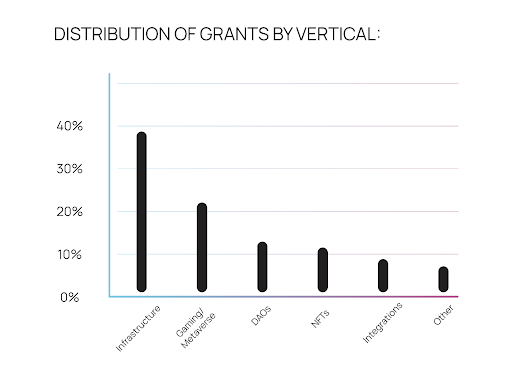 DISTRIBUTION OF GRANTS BY VERTICAL:
40%
30%
20%
10%
0%
Infrastructure
Gaming/
Metaverse
DAOs
NFTs
Integrations
Other